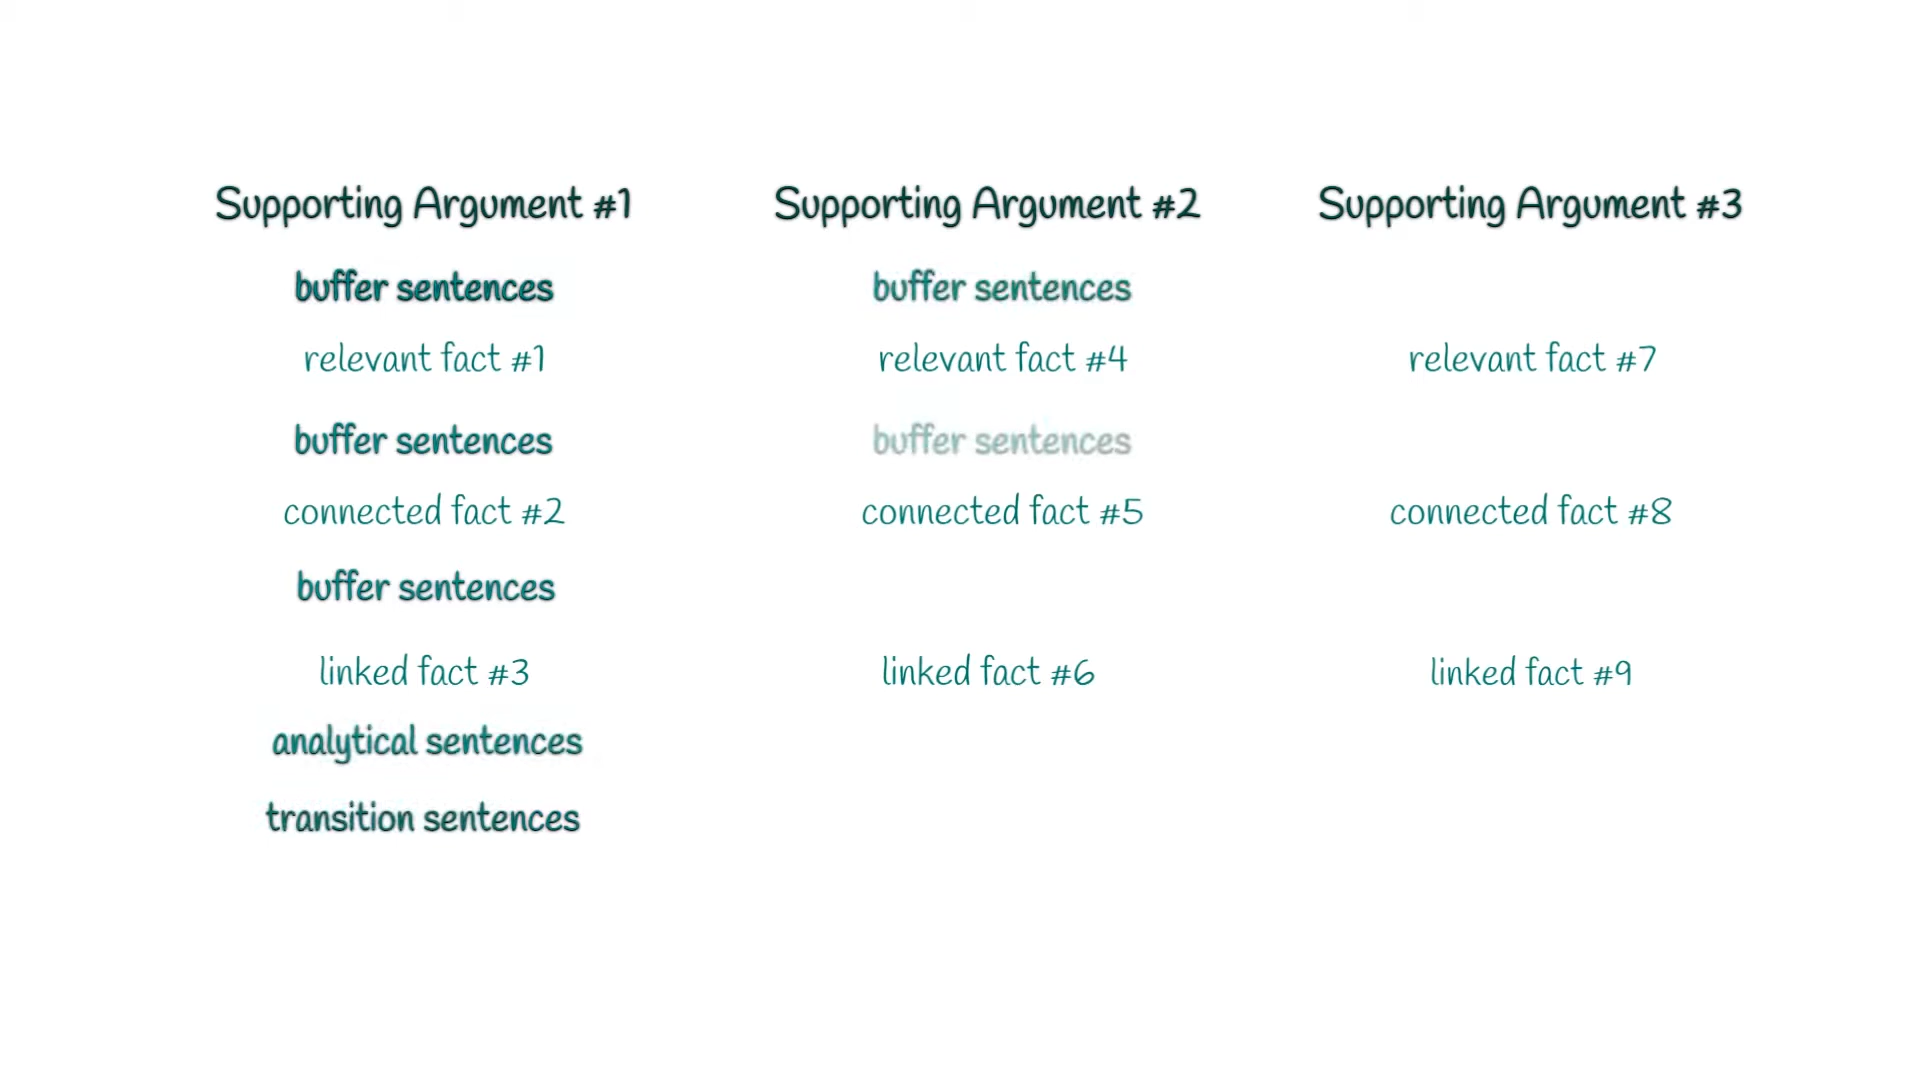 Supporting Argument #1
buffer sentences
relevant fact #1
buffer sentences
connected fact #2
buffer sentences
linked fact #3
analytical sentences
transition sentences
Supporting Argument #2
buffer sentences
relevant fact #4
buffer sentences
connected fact #5
linked fact #6
Supporting Argument #3
relevant fact #7
connected fact #8
linked fact #9